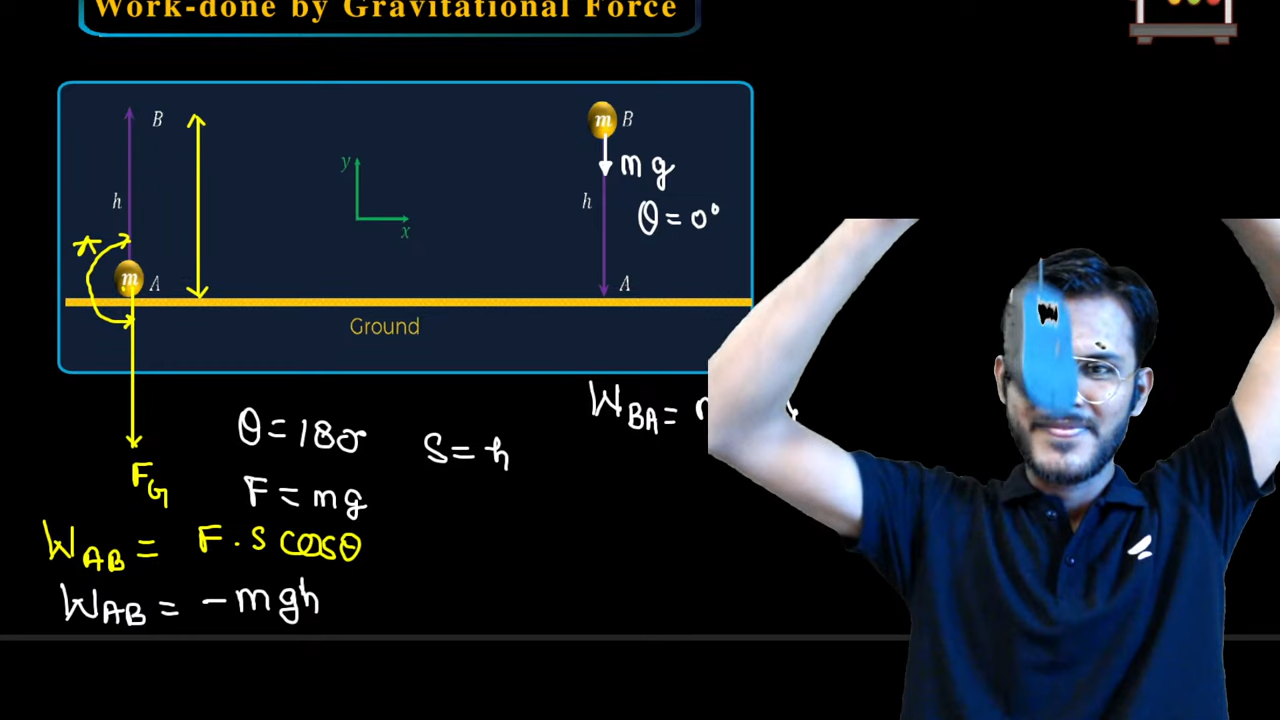 Work-done by Gravitational Force
B
h
m
A
y
x
m B
mg
h
θ = 0°
A
π
Ground
F_G
θ = 180°
S = h
F = mg
W_AB = F . S cosθ
W_AB = - mgh
W_BA =